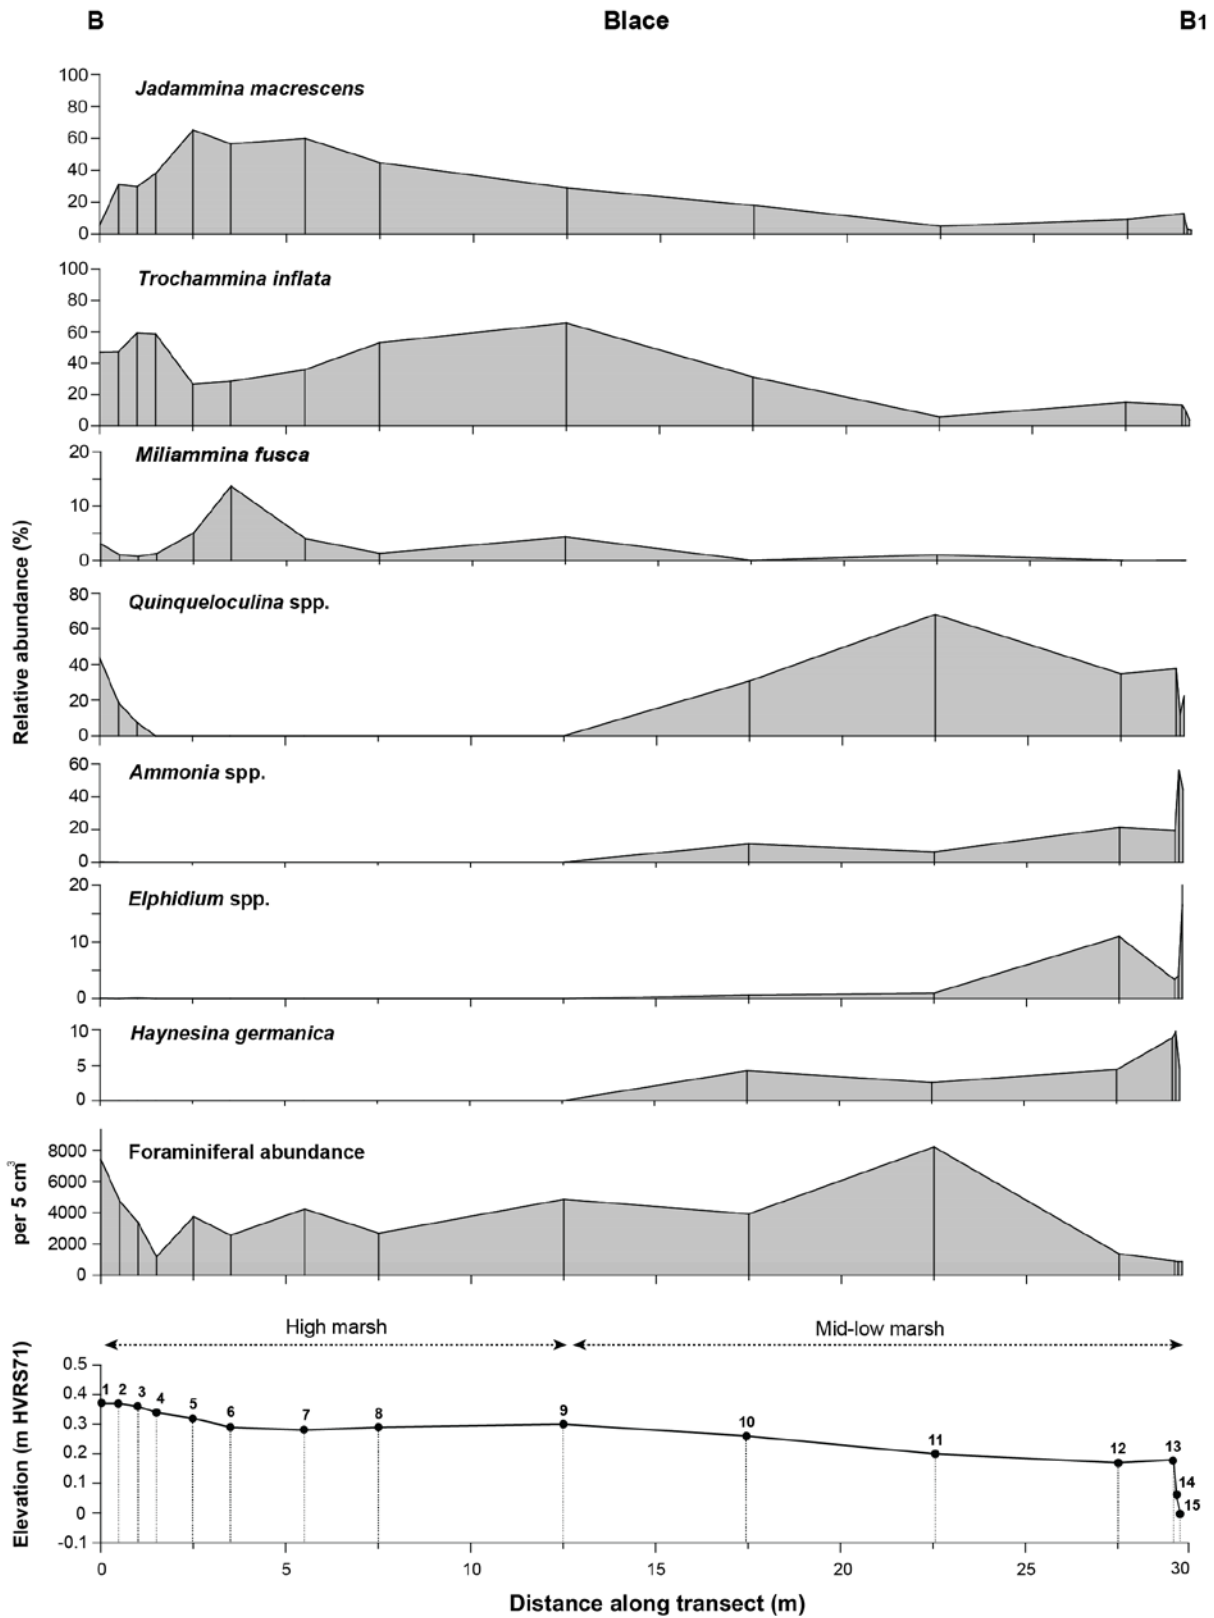 B Blace B1
Jadammina macrescens
100
80
60
40
20
0
Trochammina inflata
100
80
60
40
20
0
Miliammina fusca
20
10
0
Relative abundance (%)
Quinqueloculina spp.
80
60
40
20
0
Ammonia spp.
60
40
20
0
Elphidium spp.
20
10
0
Haynesina germanica
10
5
0
Foraminiferal abundance
per 5 cm³
8000
6000
4000
2000
0
High marsh Mid-low marsh
Elevation (m HVRS71)
0.5
0.4
0.3
0.2
0.1
0
-0.1
1 2 3 4 5 6 7 8 9 10 11 12 13 14 15
0 5 10 15 20 25 30
Distance along transect (m)